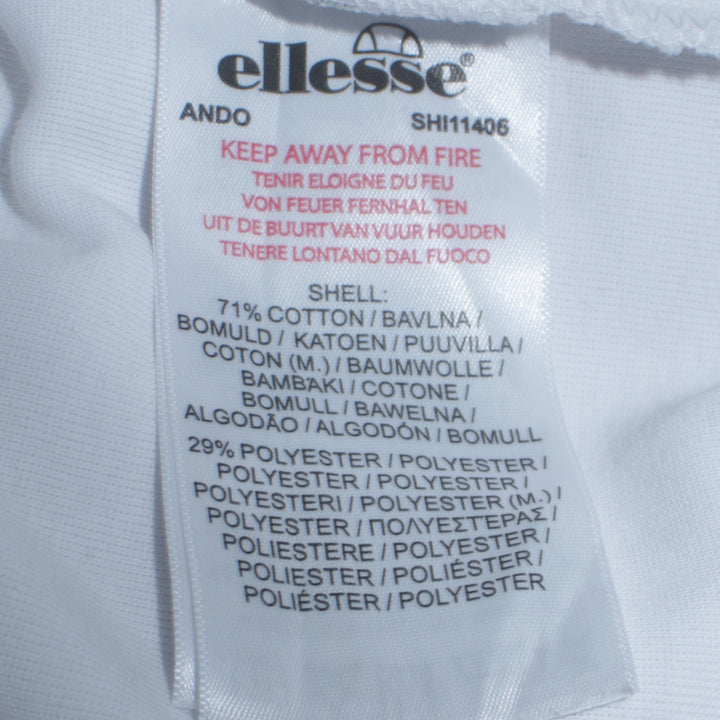 ellesse®
ANDO SHI11406
KEEP AWAY FROM FIRE
TENIR ELOIGNE DU FEU
VON FEUER FERNHAL TEN
UIT DE BUURT VAN VUUR HOUDEN
TENERE LONTANO DAL FUOCO
SHELL:
71% COTTON / BAVLNA /
BOMULD / KATOEN / PUUVILLA /
COTON (M.) / BAUMWOLLE /
BAMBÁKI / COTONE /
BOMULL / BAWELNA /
ALGODÃO / ALGODÓN / BOMULL
29% POLYESTER / POLYESTER /
POLYESTER / POLYESTER /
POLYESTERI / POLYESTER (M.) /
POLYESTER / ΠΟΛΥΕΣΤΕΡΑΣ /
POLIESTERE / POLYESTER /
POLIESTER / POLIÉSTER /
POLIÉSTER / POLYESTER